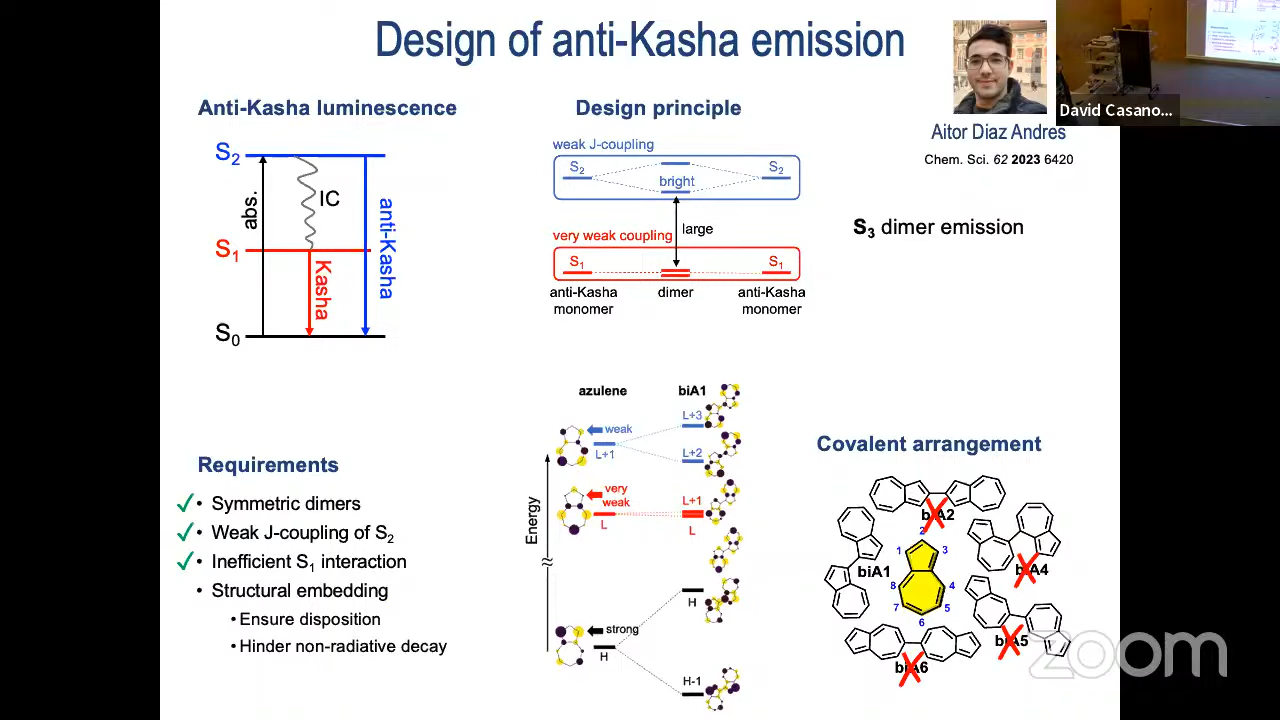 Design of anti-Kasha emission
David Casano...
Aitor Diaz Andres
Chem. Sci. 62 2023 6420
Anti-Kasha luminescence
S2
abs.
IC
S1
Kasha
anti-Kasha
S0
Design principle
weak J-coupling
S2
bright
S2
large
very weak coupling
S1
S1
anti-Kasha monomer
dimer
anti-Kasha monomer
S3 dimer emission
Requirements
✓ • Symmetric dimers
✓ • Weak J-coupling of S2
✓ • Inefficient S1 interaction
• Structural embedding
• Ensure disposition
• Hinder non-radiative decay
azulene
biA1
weak
L+1
L+3
L+2
very weak
L
L+1
L
Energy
≈
strong
H
H
H-1
Covalent arrangement
biA2
biA1
biA4
biA5
biA6
1
2
3
4
5
6
7
8
zoom